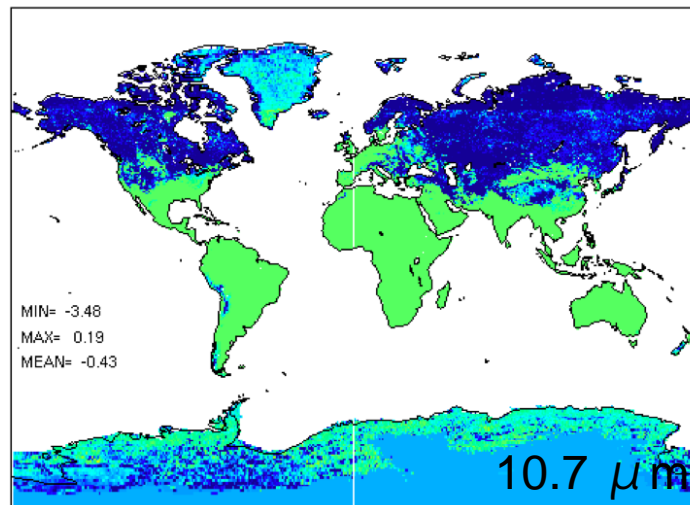 MIN= -3.48
MAX= 0.19
MEAN= -0.43
10.7 μm